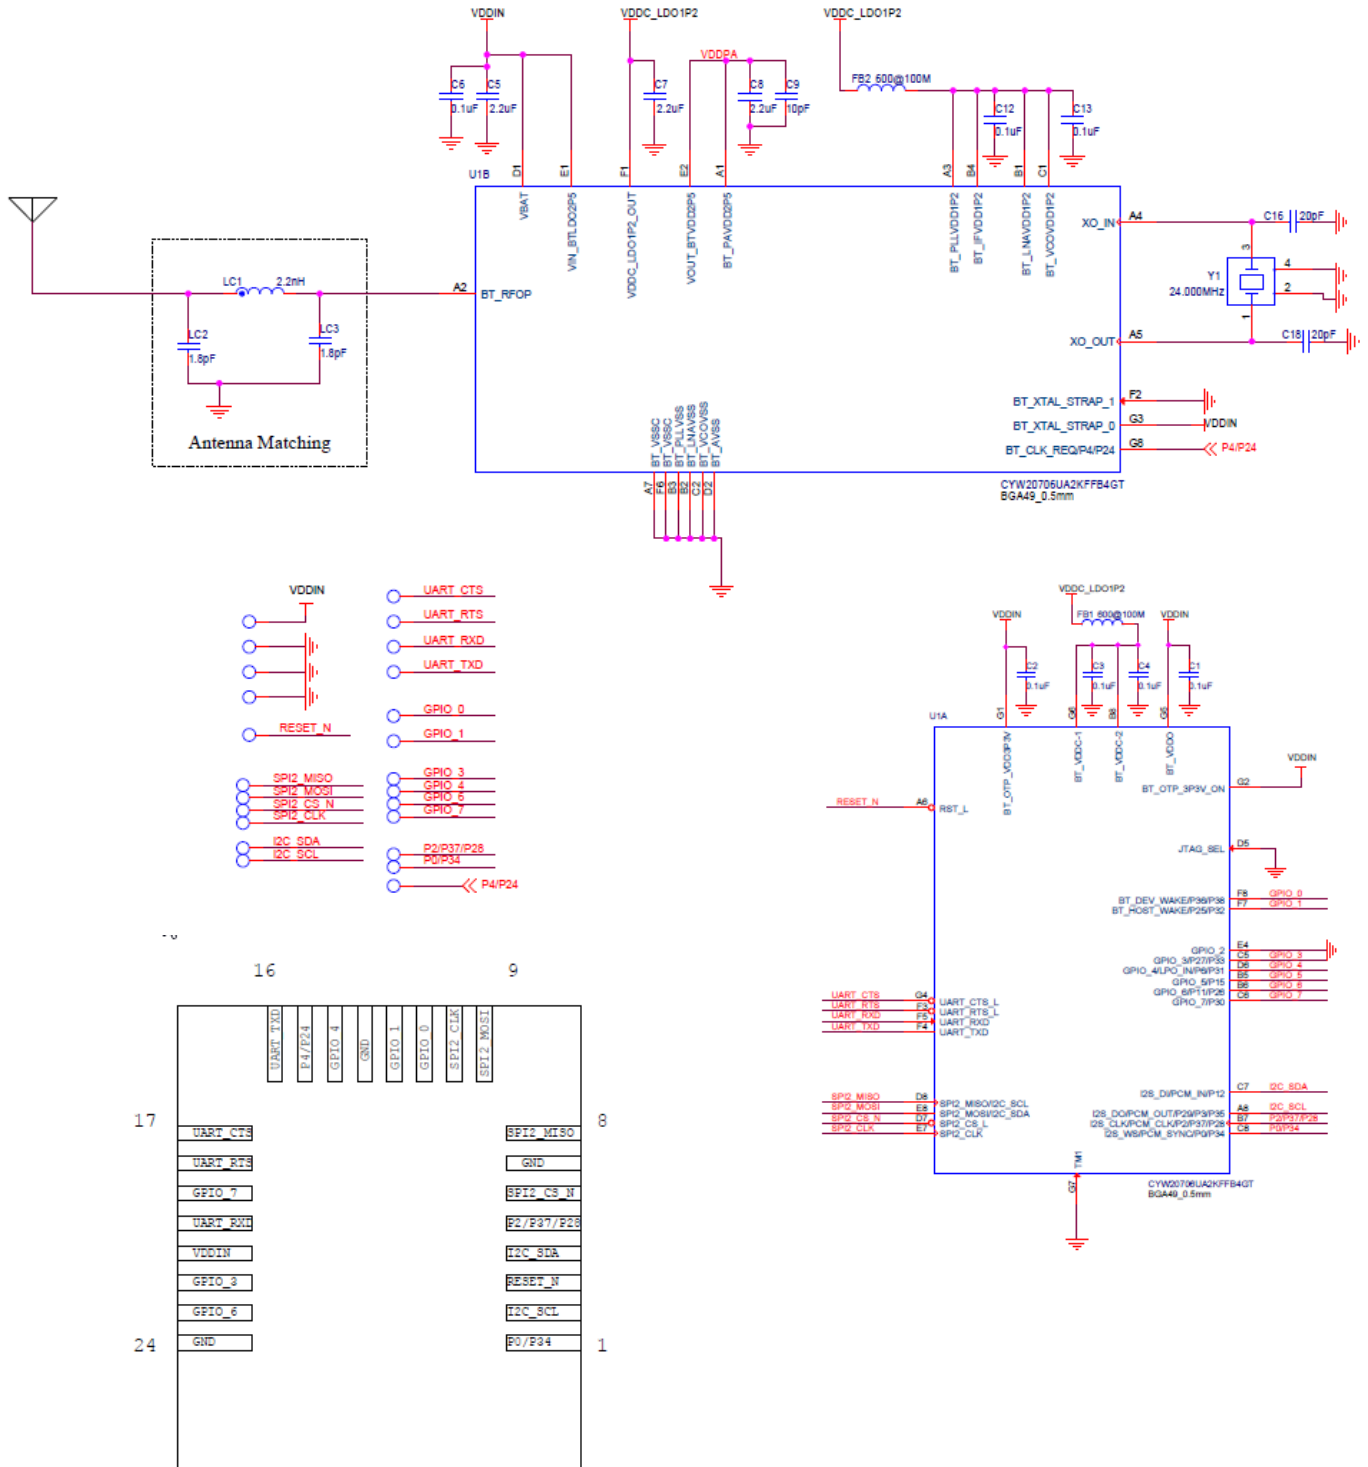 VDDIN
VDDC_LDO1P2
VDDC_LDO1P2
VDDPA
FB2 600@100M
C6
0.1uF
C5
2.2uF
C7
2.2uF
C8
2.2uF
C9
10pF
C12
0.1uF
C13
0.1uF
U1B
D1
E1
F1
E2
A1
A3
B4
B1
C1
VBAT
VIN_BTLDO2P5
VDDC_LDO1P2_OUT
VOUT_BTVDD2P5
BT_PAVDD2P5
BT_PLLVDD1P2
BT_IFVDD1P2
BT_LNAVDD1P2
BT_VCOVDD1P2
XO_IN
A4
C16
20pF
3
4
Y1
24.000MHz
2
1
LC1
2.2nH
A2
BT_RFOP
LC2
1.8pF
LC3
1.8pF
Antenna Matching
XO_OUT
A5
C18
20pF
BT_XTAL_STRAP_1
F2
BT_XTAL_STRAP_0
G3
VDDIN
BT_CLK_REQ/P4/P24
G8
P4/P24
BT_VSSC
BT_VSSC
BT_PLLVSS
BT_LNAVSS
BT_VCOVSS
BT_AVSS
A7
F6
B3
B2
C2
D2
CYW20706UA2KFFB4GT
BGA49_0.5mm
VDDIN
RESET_N
SPI2_MISO
SPI2_MOSI
SPI2_CS_N
SPI2_CLK
I2C_SDA
I2C_SCL
UART_CTS
UART_RTS
UART_RXD
UART_TXD
GPIO_0
GPIO_1
GPIO_3
GPIO_4
GPIO_6
GPIO_7
P2/P37/P28
P0/P34
P4/P24
VDDC_LDO1P2
VDDIN
FB1 600@100M
VDDIN
C2
0.1uF
C3
0.1uF
C4
0.1uF
C1
0.1uF
U1A
G1
G6
B8
G5
BT_OTP_VDD3P3V
BT_VDDC-1
BT_VDDC-2
BT_VDDO
VDDIN
BT_OTP_3P3V_ON
G2
RESET_N
A6
RST_L
JTAG_SEL
D5
BT_DEV_WAKE/P36/P38
F8
GPIO_0
BT_HOST_WAKE/P25/P32
F7
GPIO_1
GPIO_2
E4
GPIO_3/P27/P33
C5
GPIO_3
GPIO_4/LPO_IN/P6/P31
D6
GPIO_4
GPIO_5/P15
B5
GPIO_5
GPIO_6/P11/P26
B6
GPIO_6
GPIO_7/P30
C6
GPIO_7
UART_CTS
G4
UART_CTS_L
UART_RTS
F3
UART_RTS_L
UART_RXD
F5
UART_RXD
UART_TXD
F4
UART_TXD
I2S_DI/PCM_IN/P12
C7
I2C_SDA
SPI2_MISO
D8
SPI2_MISO/I2C_SCL
SPI2_MOSI
E8
SPI2_MOSI/I2C_SDA
SPI2_CS_N
D7
SPI2_CS_L
SPI2_CLK
E7
SPI2_CLK
I2S_DO/PCM_OUT/P29/P3/P35
A8
I2C_SCL
I2S_CLK/PCM_CLK/P2/P37/P28
B7
P2/P37/P28
I2S_WS/PCM_SYNC/P0/P34
C8
P0/P34
TM1
G7
CYW20706UA2KFFB4GT
BGA49_0.5mm
16
9
UART_TXD
P4/P24
GPIO_4
GND
GPIO_1
GPIO_0
SPI2_CLK
SPI2_MOSI
17
8
UART_CTS
SPI2_MISO
UART_RTS
GND
GPIO_7
SPI2_CS_N
UART_RXD
P2/P37/P28
VDDIN
I2C_SDA
GPIO_3
RESET_N
GPIO_6
I2C_SCL
24
GND
P0/P34
1